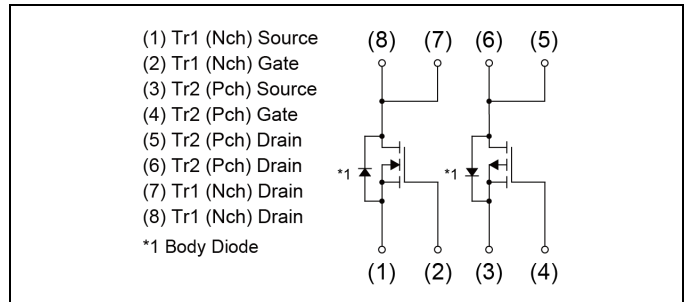 (1) Tr1 (Nch) Source
(2) Tr1 (Nch) Gate
(3) Tr2 (Pch) Source
(4) Tr2 (Pch) Gate
(5) Tr2 (Pch) Drain
(6) Tr2 (Pch) Drain
(7) Tr1 (Nch) Drain
(8) Tr1 (Nch) Drain
*1 Body Diode
(8) (7) (6) (5)
*1 *1
(1) (2) (3) (4)